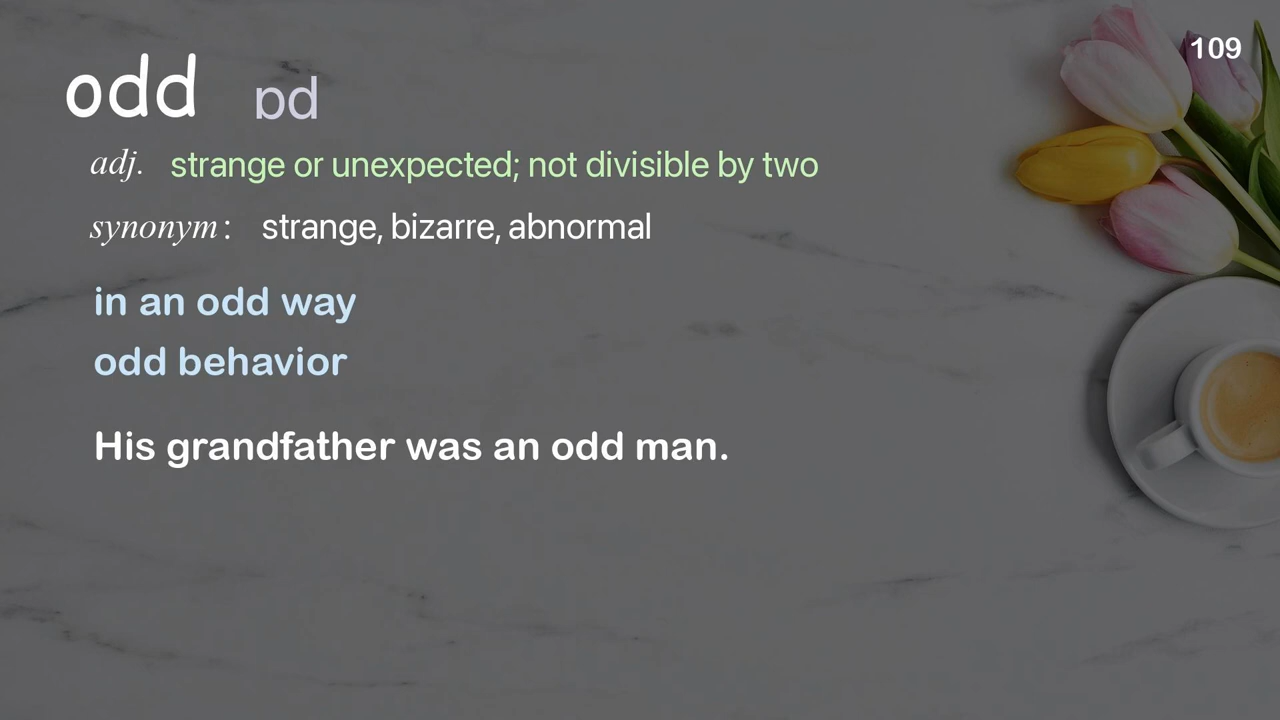 109
odd ɒd
adj. strange or unexpected; not divisible by two
synonym: strange, bizarre, abnormal
in an odd way
odd behavior
His grandfather was an odd man.